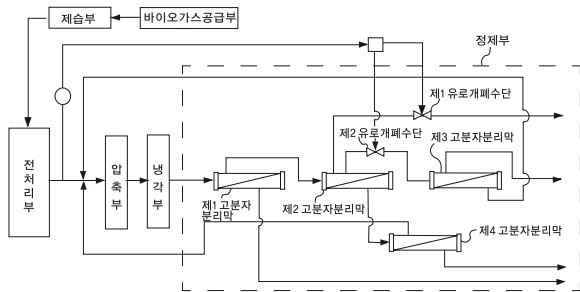 제습부
바이오가스공급부
정제부
제1 유로개폐수단
제2 유로개폐수단
제3 고분자분리막
전처리부
압축부
냉각부
제1 고분자
분리막
제2 고분자분리막
제4 고분자분리막